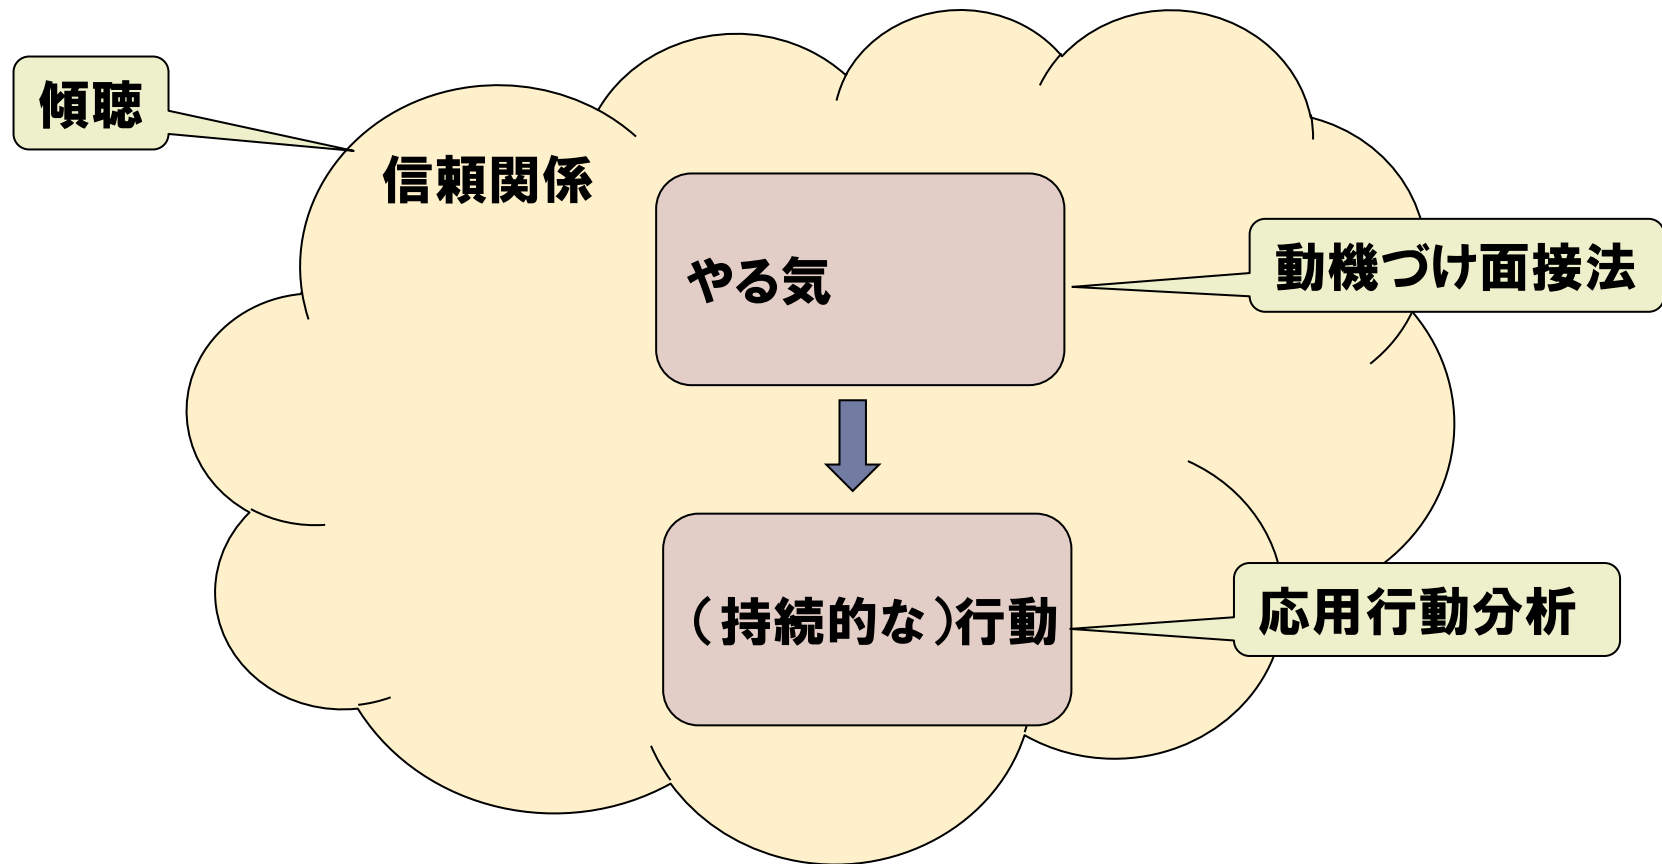 傾聴
信頼関係
やる気
動機づけ面接法
（持続的な）行動
応用行動分析